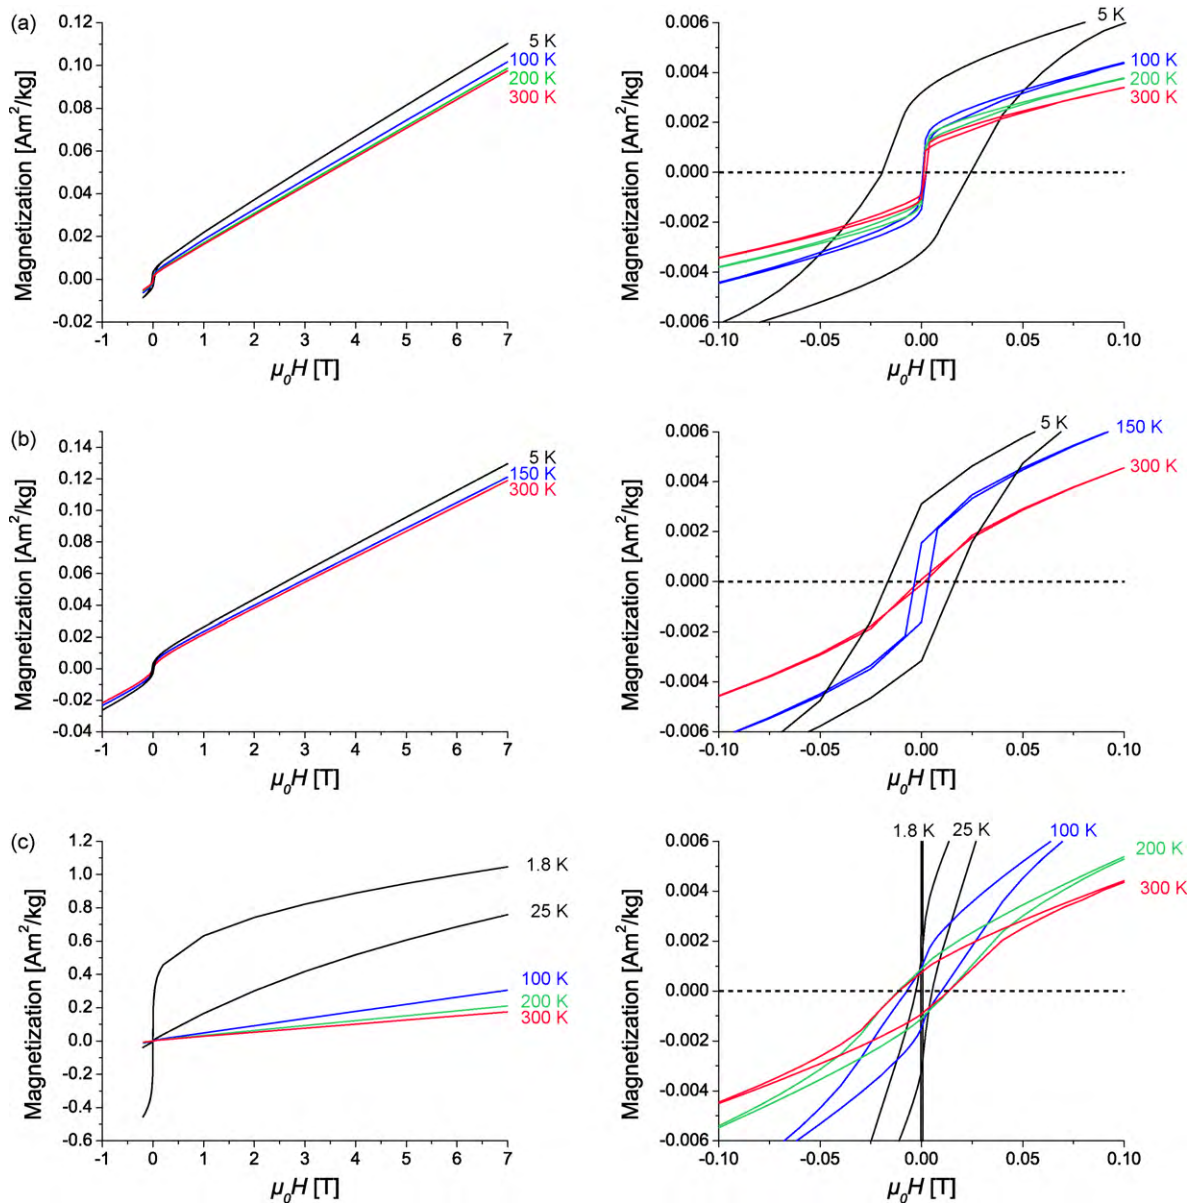 (a)
0.12
0.10
0.08
0.06
0.04
0.02
0.00
-0.02
Magnetization [Am²/kg]
5 K
100 K
200 K
300 K
-1 0 1 2 3 4 5 6 7
μ₀H [T]
0.006
0.004
0.002
0.000
-0.002
-0.004
-0.006
Magnetization [Am²/kg]
5 K
100 K
200 K
300 K
-0.10 -0.05 0.00 0.05 0.10
μ₀H [T]
(b)
0.14
0.12
0.10
0.08
0.06
0.04
0.02
0.00
-0.02
-0.04
Magnetization [Am²/kg]
5 K
150 K
300 K
-1 0 1 2 3 4 5 6 7
μ₀H [T]
0.006
0.004
0.002
0.000
-0.002
-0.004
-0.006
Magnetization [Am²/kg]
5 K
150 K
300 K
-0.10 -0.05 0.00 0.05 0.10
μ₀H [T]
(c)
1.2
1.0
0.8
0.6
0.4
0.2
0.0
-0.2
-0.4
-0.6
Magnetization [Am²/kg]
1.8 K
25 K
100 K
200 K
300 K
-1 0 1 2 3 4 5 6 7
μ₀H [T]
0.006
0.004
0.002
0.000
-0.002
-0.004
-0.006
Magnetization [Am²/kg]
1.8 K
25 K
100 K
200 K
300 K
-0.10 -0.05 0.00 0.05 0.10
μ₀H [T]